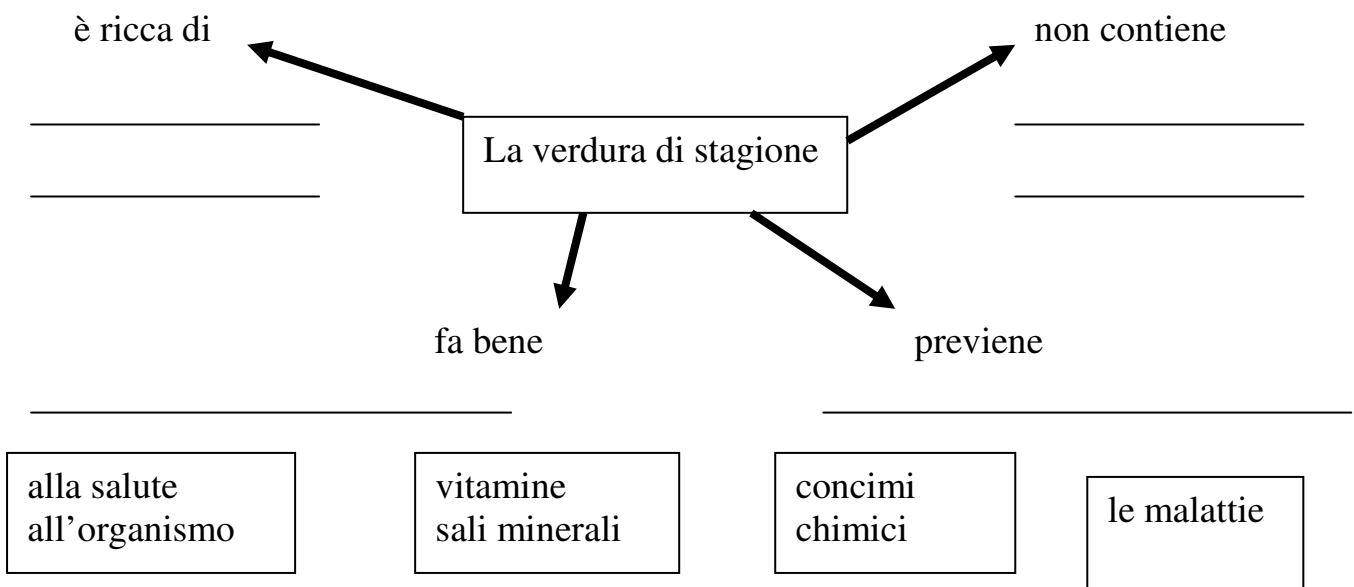 è ricca di
non contiene
La verdura di stagione
fa bene
previene
alla salute
all’organismo
vitamine
sali minerali
concimi
chimici
le malattie